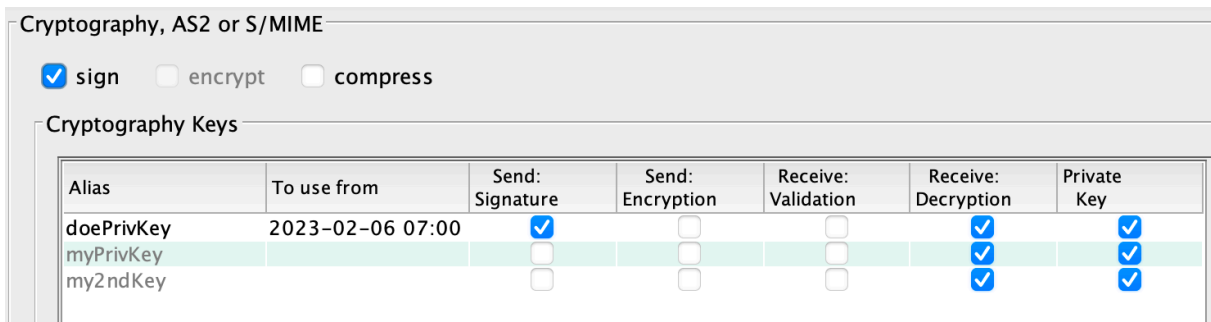 Cryptography, AS2 or S/MIME
sign encrypt compress
Cryptography Keys
Alias To use from Send: Signature Send: Encryption Receive: Validation Receive: Decryption Private Key
doePrivKey 2023-02-06 07:00
myPrivKey
my2ndKey